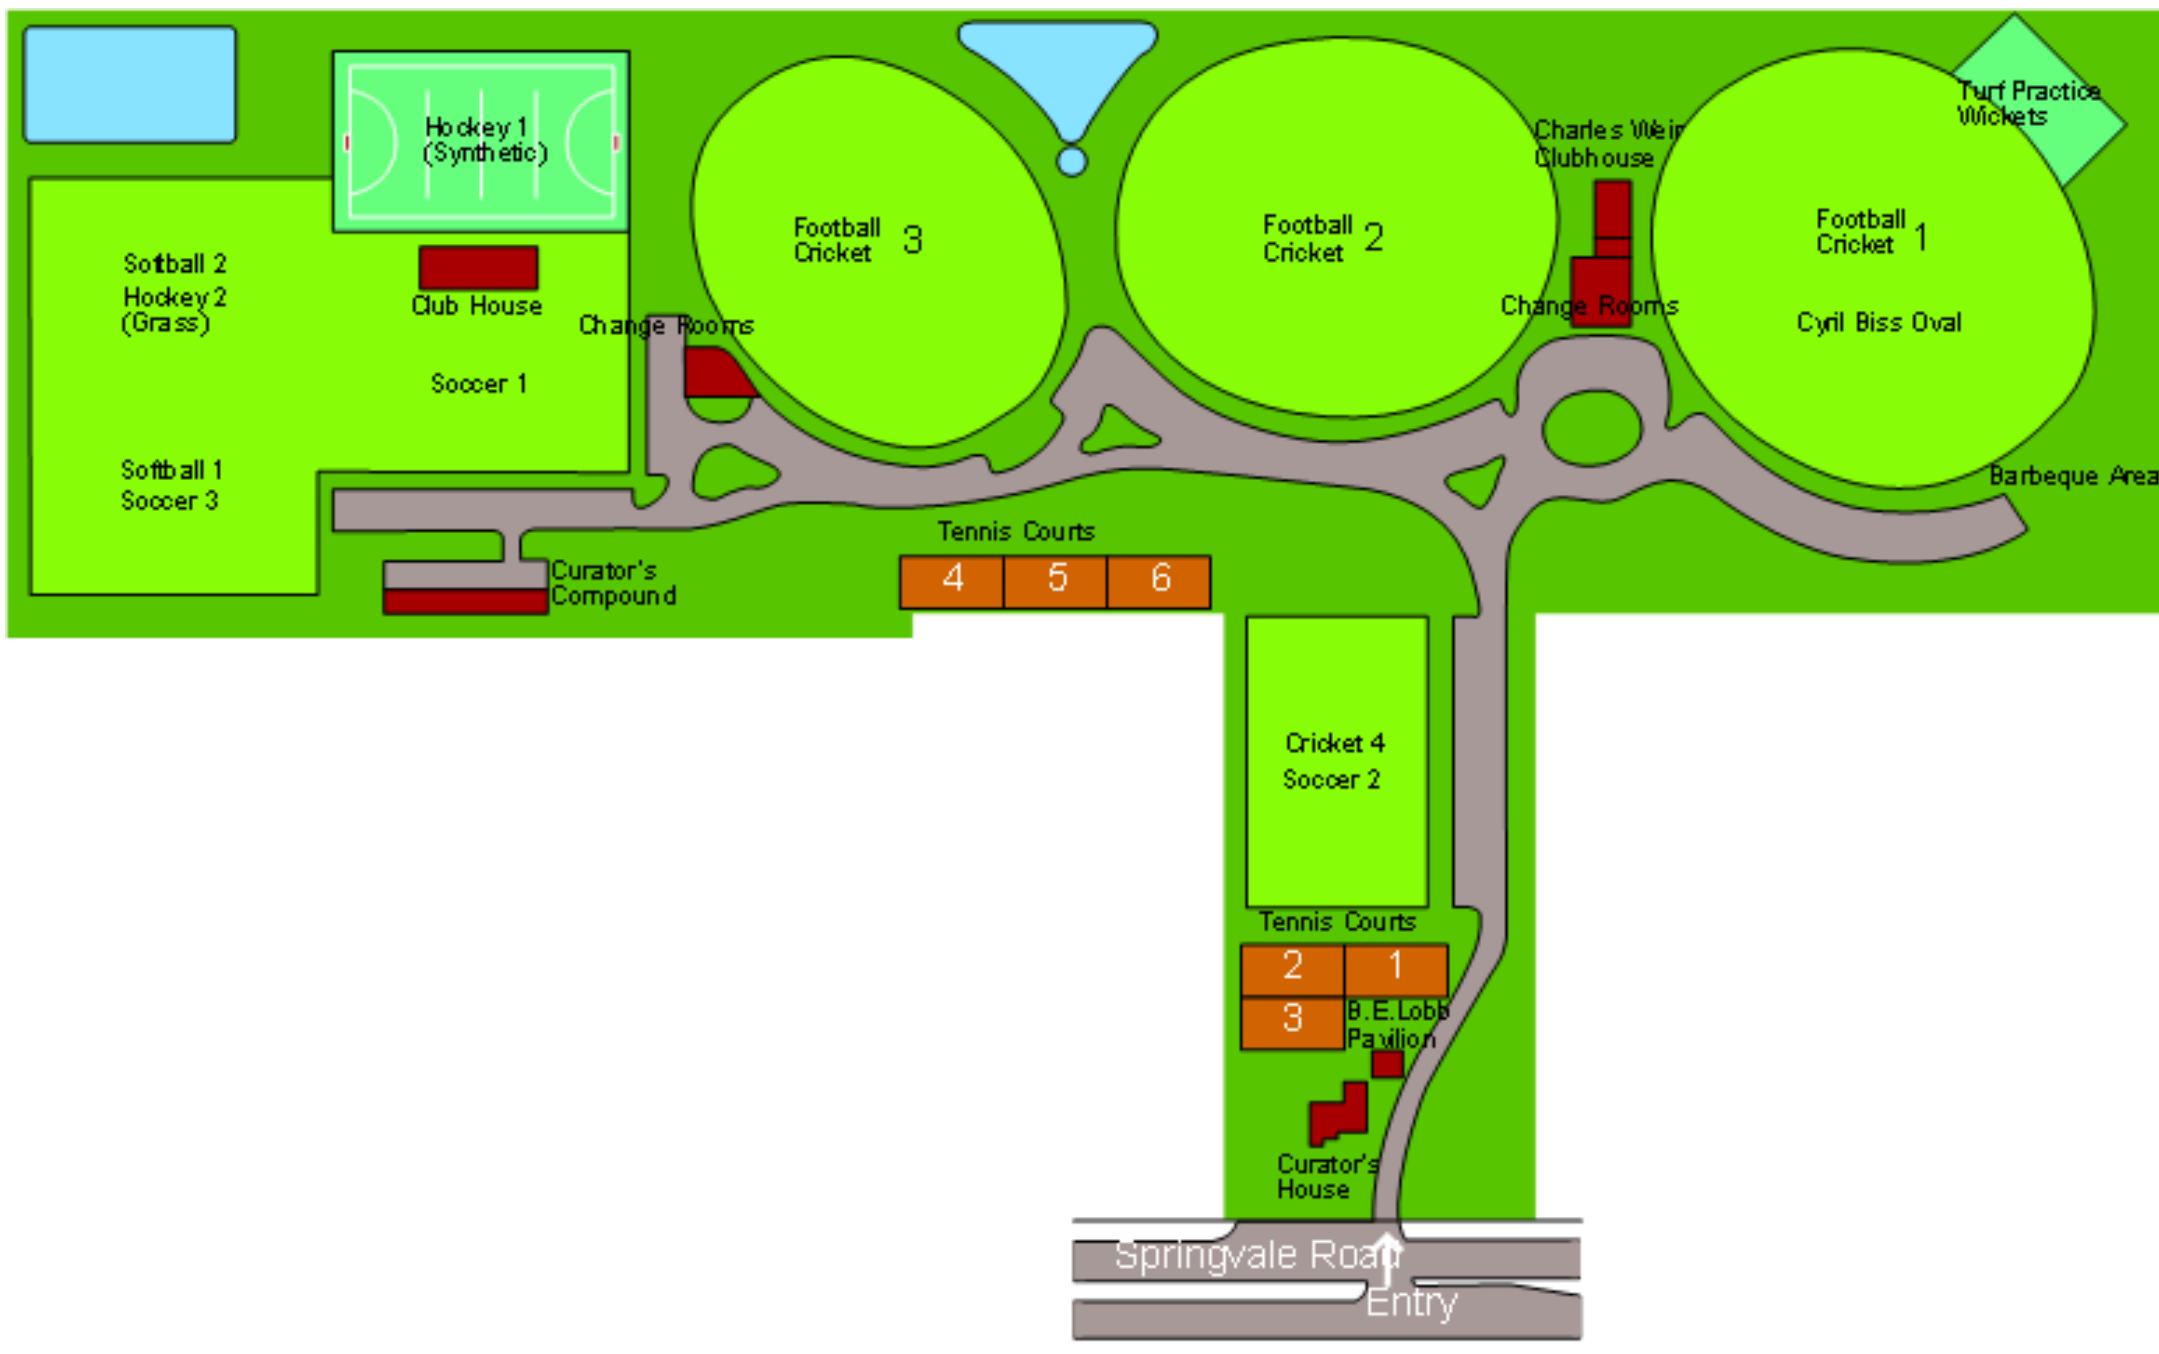 Turf Practice
Wickets
Hockey 1
(Synthetic)
Charles Weir
Clubhouse
Football
Cricket 3
Football
Cricket 2
Football
Cricket 1
Softball 2
Hockey 2
(Grass)
Club House
Change Rooms
Change Rooms
Cyril Biss Oval
Soccer 1
Softball 1
Soccer 3
Barbeque Area
Tennis Courts
4 5 6
Curator's
Compound
Cricket 4
Soccer 2
Tennis Courts
2 1
3
B.E.Lobb
Pavilion
Curator's
House
Springvale Road
Entry